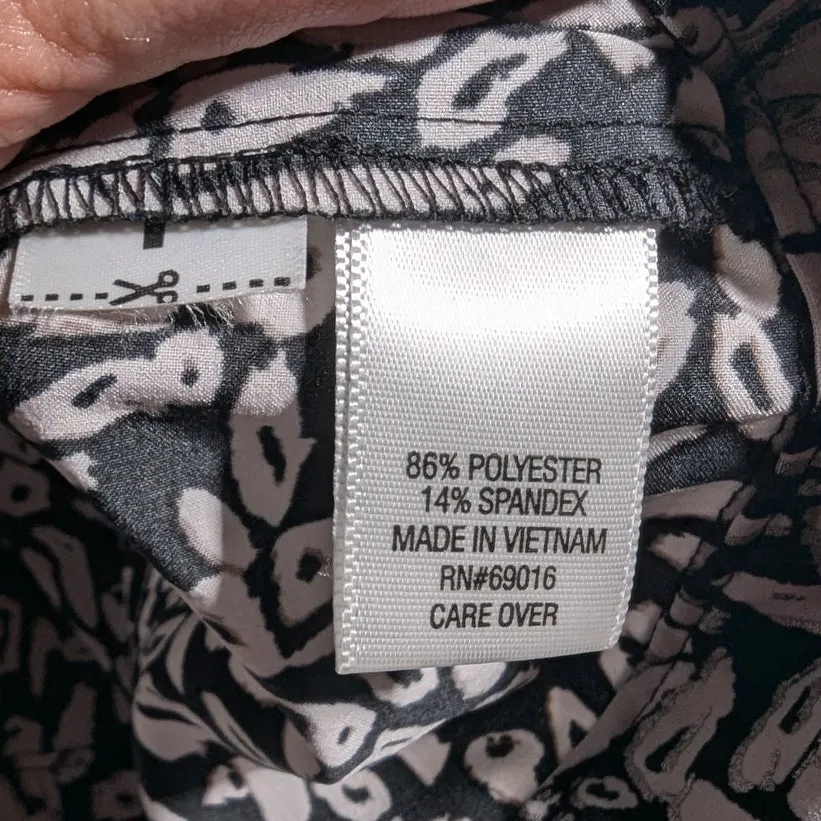 86% POLYESTER
14% SPANDEX
MADE IN VIETNAM
RN#69016
CARE OVER